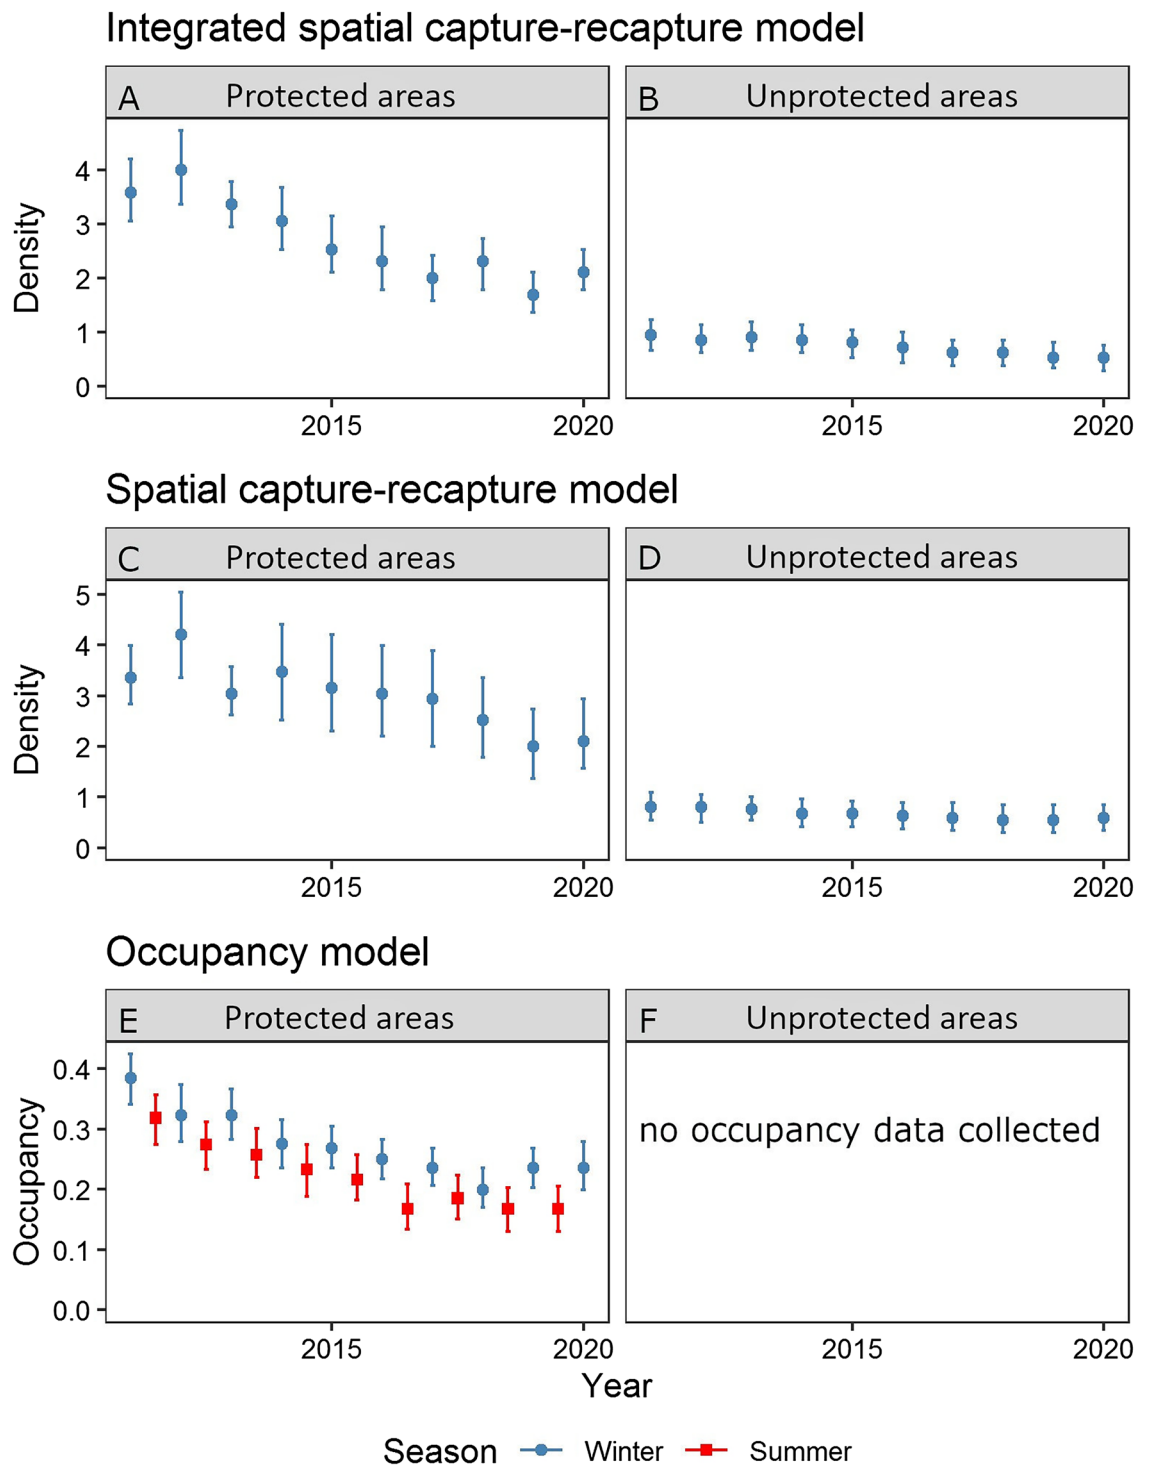 Integrated spatial capture-recapture model
A Protected areas
B Unprotected areas
Density
4
3
2
1
0
2015 2020
2015 2020
Spatial capture-recapture model
C Protected areas
D Unprotected areas
Density
5
4
3
2
1
0
2015 2020
2015 2020
Occupancy model
E Protected areas
F Unprotected areas
Occupancy
0.4
0.3
0.2
0.1
0.0
no occupancy data collected
2015 2020
2015 2020
Year
Season Winter Summer